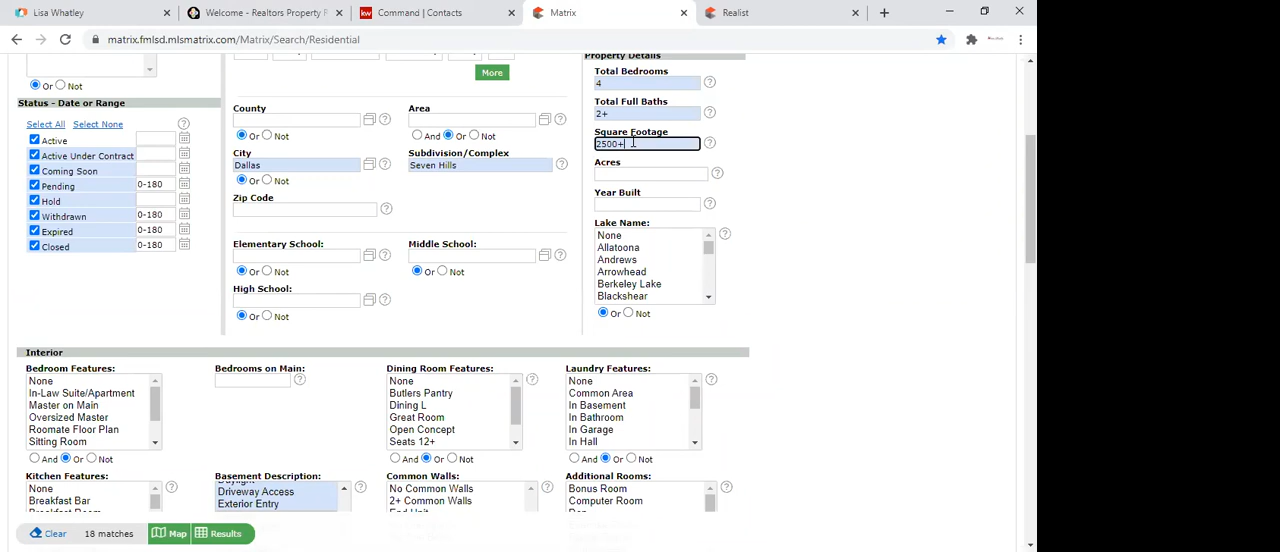 Lisa Whatley
Welcome - Realtors Property R
Command | Contacts
Matrix
Realist
matrix.fmlsd.mlsmatrix.com/Matrix/Search/Residential
More
Property Details
Total Bedrooms
4
Total Full Baths
2+
Square Footage
2500+
Acres
Year Built
Lake Name:
None
Allatoona
Andrews
Arrowhead
Berkeley Lake
Blackshear
Or Not
Or Not
Status - Date or Range
Select All Select None
Active
Active Under Contract
Coming Soon
Pending 0-180
Hold
Withdrawn 0-180
Expired 0-180
Closed 0-180
County
Or Not
Area
And Or Not
City
Dallas
Or Not
Subdivision/Complex
Seven Hills
Zip Code
Elementary School:
Or Not
Middle School:
Or Not
High School:
Or Not
Interior
Bedroom Features:
None
In-Law Suite/Apartment
Master on Main
Oversized Master
Roomate Floor Plan
Sitting Room
And Or Not
Bedrooms on Main:
Dining Room Features:
None
Butlers Pantry
Dining L
Great Room
Open Concept
Seats 12+
And Or Not
Laundry Features:
None
Common Area
In Basement
In Bathroom
In Garage
In Hall
And Or Not
Kitchen Features:
None
Breakfast Bar
Basement Description:
Driveway Access
Exterior Entry
Common Walls:
No Common Walls
2+ Common Walls
Additional Rooms:
Bonus Room
Computer Room
Clear 18 matches Map Results